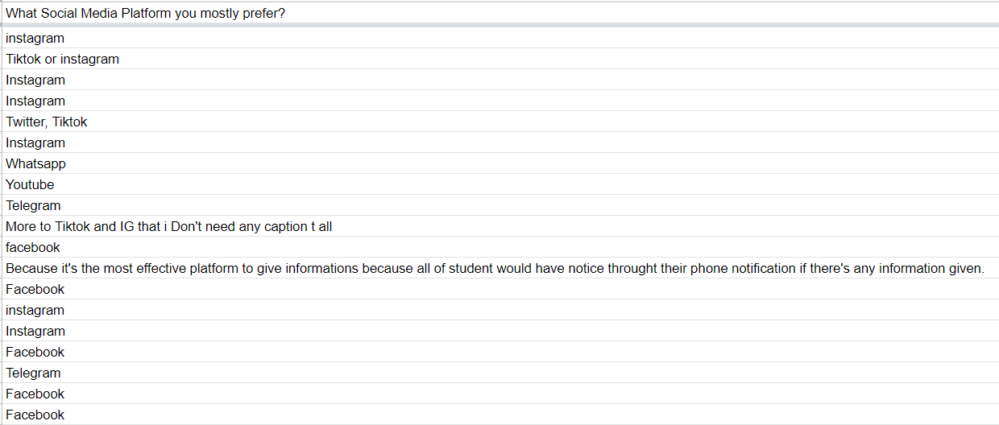 What Social Media Platform you mostly prefer?
instagram
Tiktok or instagram
Instagram
Instagram
Twitter, Tiktok
Instagram
Whatsapp
Youtube
Telegram
More to Tiktok and IG that i Don't need any caption t all
facebook
Because it's the most effective platform to give informations because all of student would have notice throught their phone notification if there's any information given.
Facebook
instagram
Instagram
Facebook
Telegram
Facebook
Facebook